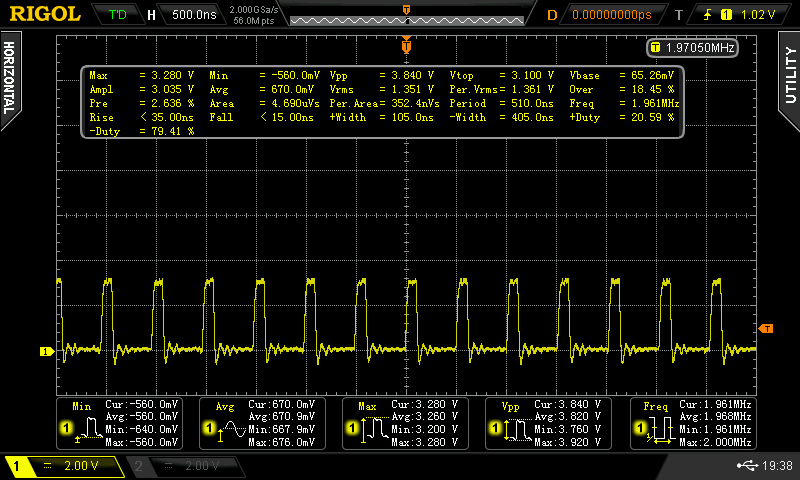 RIGOL T'D H 500.0ns 2.000GSa/s 56.0M pts D 0.00000000ps T 1 1.02 V
T 1.97050MHz
HORIZONTAL
UTILITY
Max = 3.280 V Min = -560.0mV Vpp = 3.840 V Vtop = 3.100 V Vbase = 65.26mV
Ampl = 3.035 V Avg = 670.0mV Vrms = 1.351 V Per.Vrms= 1.361 V Over = 18.45 %
Pre = 2.636 % Area = 4.690uVs Per.Area= 352.4nVs Period = 510.0ns Freq = 1.961MHz
Rise < 35.00ns Fall < 15.00ns +Width = 105.0ns -Width = 405.0ns +Duty = 20.59 %
-Duty = 79.41 %
T
1
T
Min
1
Cur:-560.0mV
Avg:-560.0mV
Min:-640.0mV
Max:-560.0mV
Avg
1
Cur:670.0mV
Avg:670.9mV
Min:667.9mV
Max:676.0mV
Max
1
Cur:3.280 V
Avg:3.260 V
Min:3.200 V
Max:3.280 V
Vpp
1
Cur:3.840 V
Avg:3.820 V
Min:3.760 V
Max:3.920 V
Freq
1
Cur:1.961MHz
Avg:1.968MHz
Min:1.961MHz
Max:2.000MHz
1 2.00 V 2 2.00 V 19:38